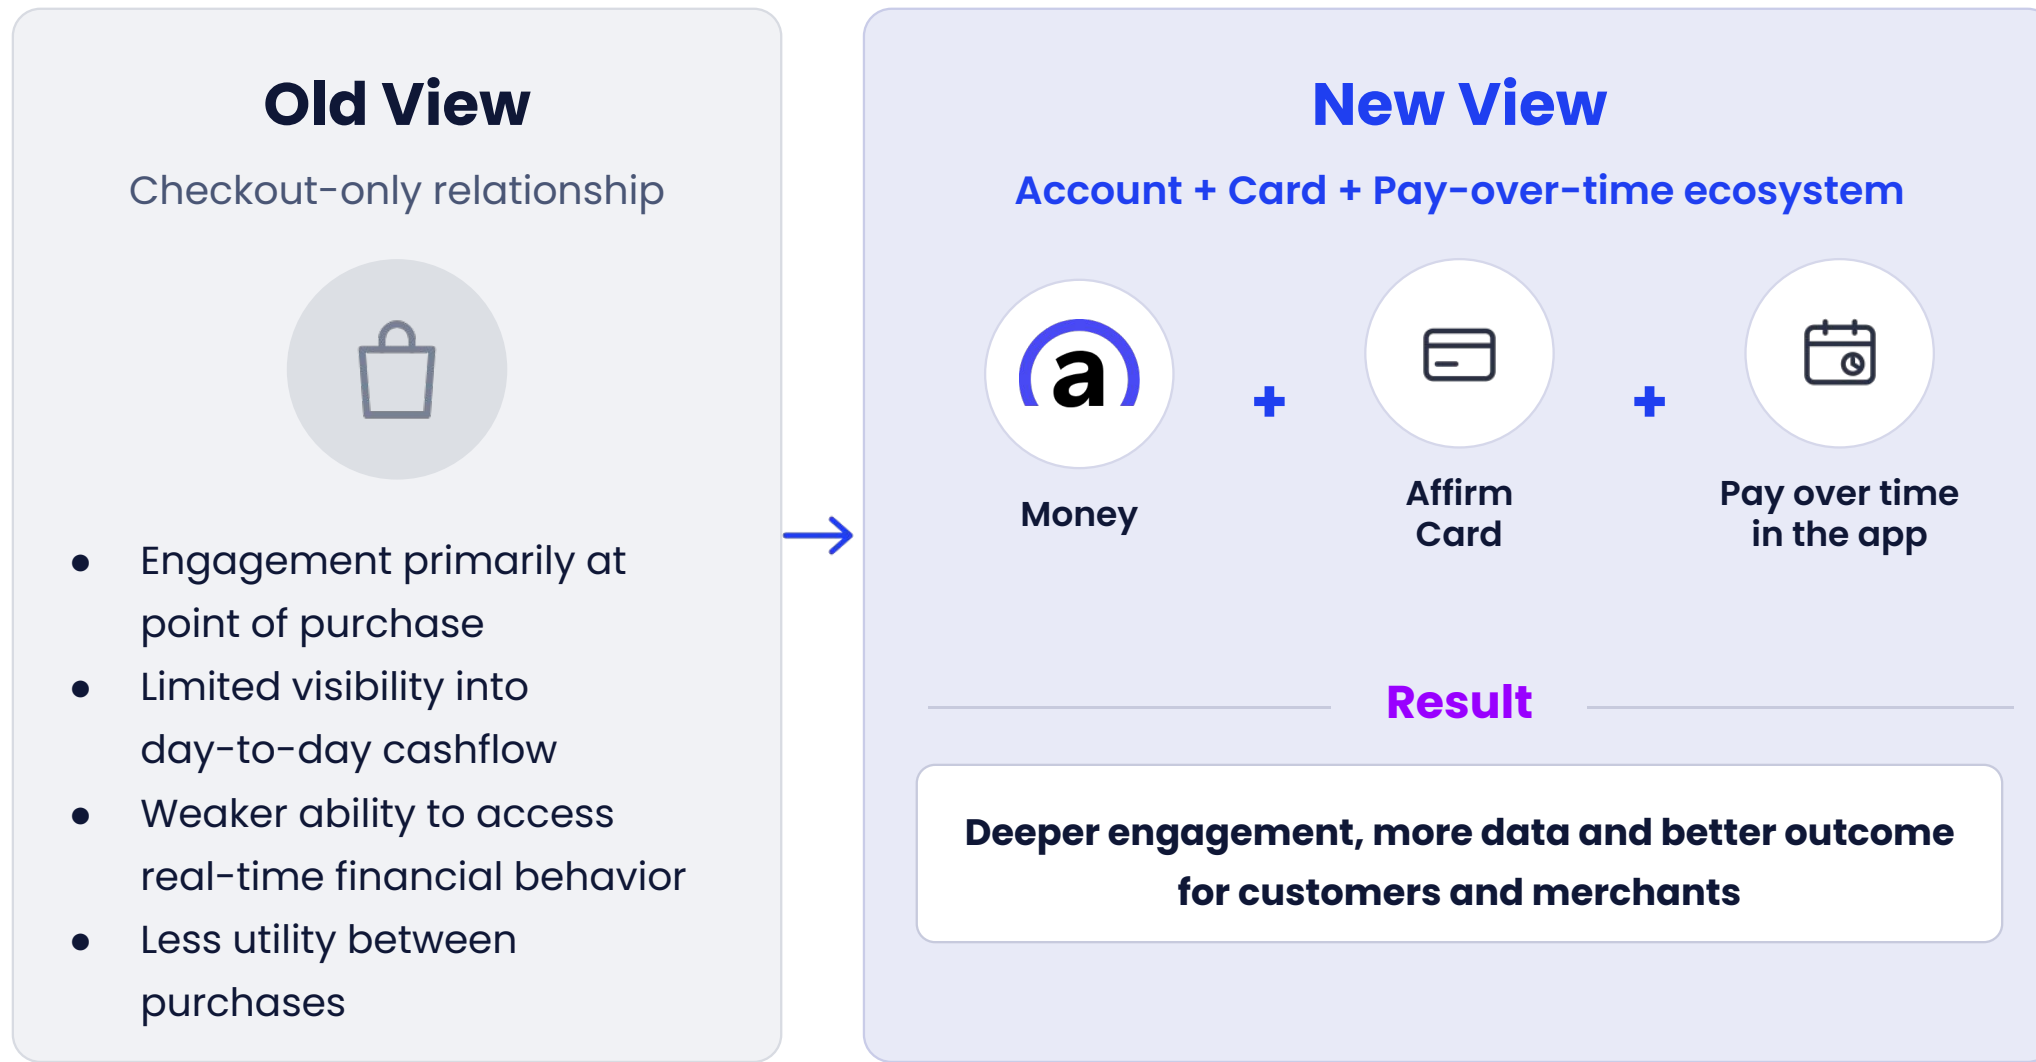 Old View
Checkout-only relationship
● Engagement primarily at
point of purchase
● Limited visibility into
day-to-day cashflow
● Weaker ability to access
real-time financial behavior
● Less utility between
purchases
New View
Account + Card + Pay-over-time ecosystem
a
+
+
Money
Affirm
Card
Pay over time
in the app
Result
Deeper engagement, more data and better outcome
for customers and merchants